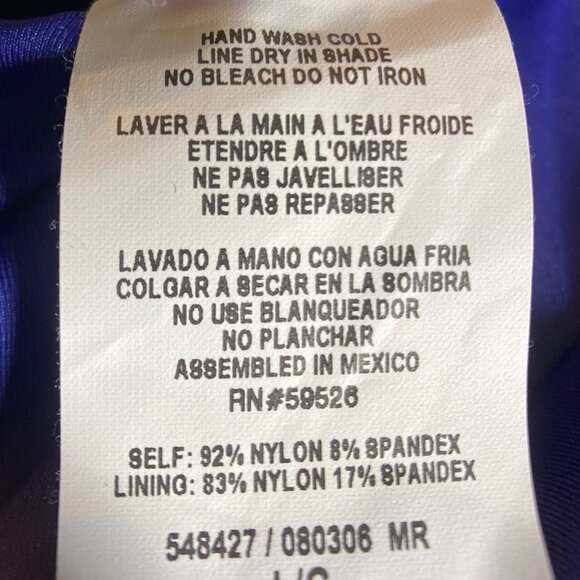 HAND WASH COLD
LINE DRY IN SHADE
NO BLEACH DO NOT IRON
LAVER A LA MAIN A L'EAU FROIDE
ETENDRE A L'OMBRE
NE PAS JAVELLISER
NE PAS REPASSER
LAVADO A MANO CON AGUA FRIA
COLGAR A SECAR EN LA SOMBRA
NO USE BLANQUEADOR
NO PLANCHAR
ASSEMBLED IN MEXICO
RN#59526
SELF: 92% NYLON 8% SPANDEX
LINING: 83% NYLON 17% SPANDEX
548427 / 080306 MR